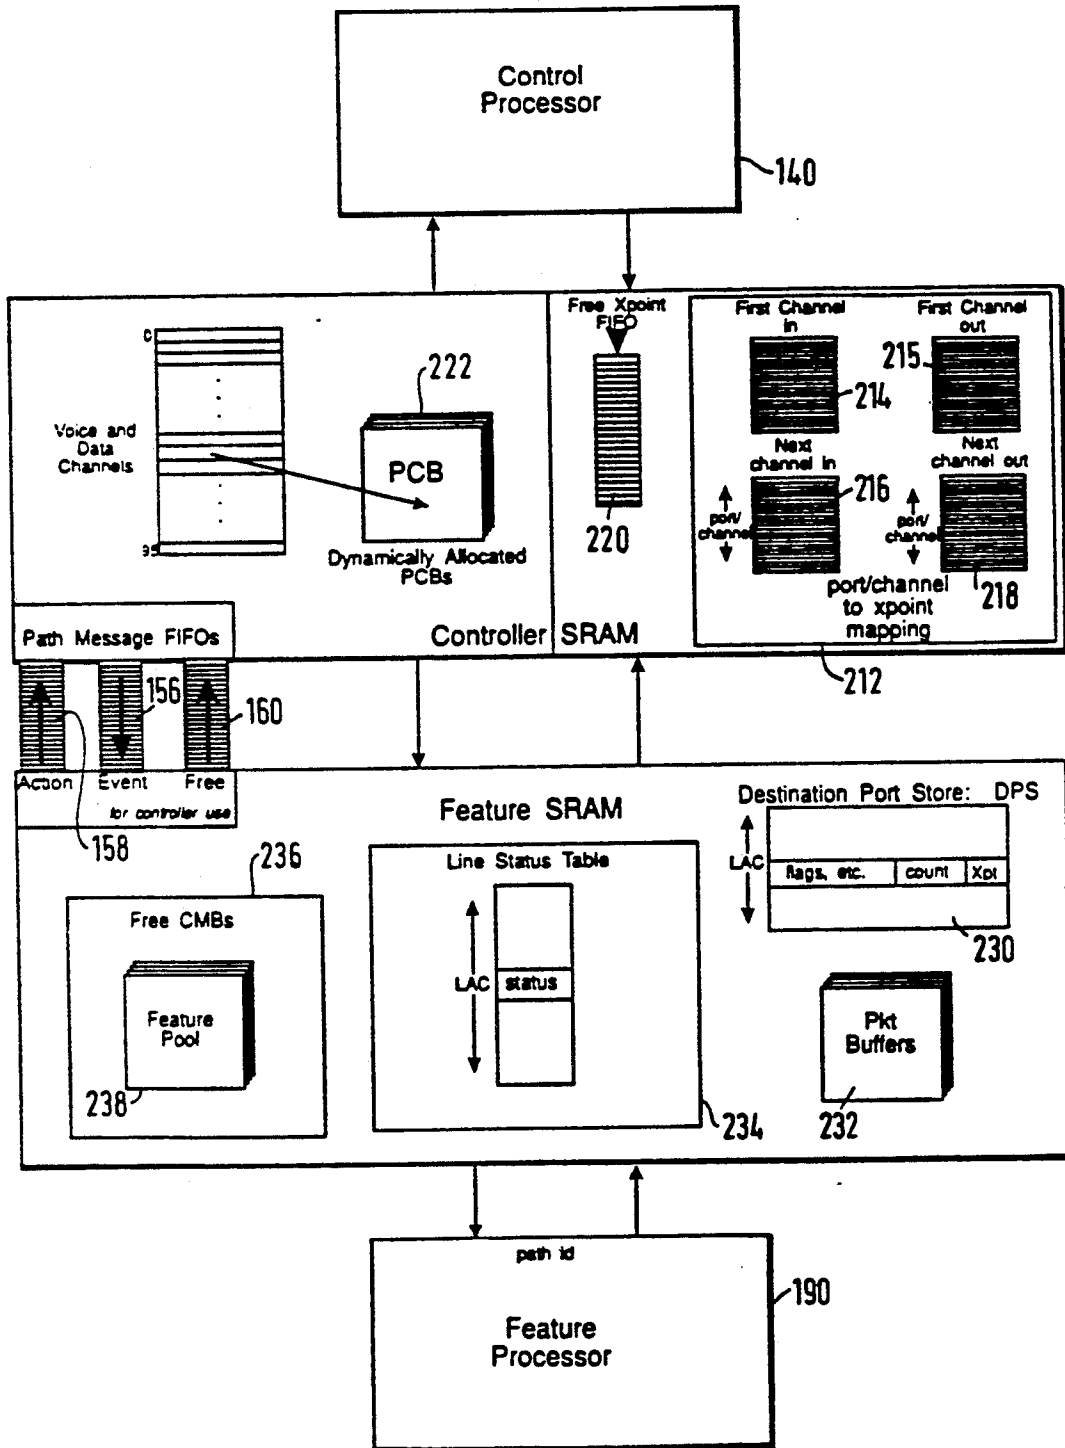 Control
Processor
140
Free Xpoint
FIFO
First Channel
in
First Channel
out
0
222
215
214
Voice and
Data
Channels
PCB
Next
channel in
Next
channel out
216
port/
channel
port/
channel
220
95
Dynamically Allocated
PCBs
218
port/channel
to xpoint
mapping
Path Message FIFOs
Controller SRAM
212
156
160
Action Event Free
for controller use
158
Feature SRAM
Destination Port Store: DPS
LAC
flags, etc. count Xpt
230
236
Line Status Table
Free CMBs
LAC status
Feature
Pool
Pkt
Buffers
238
234
232
path id
190
Feature
Processor